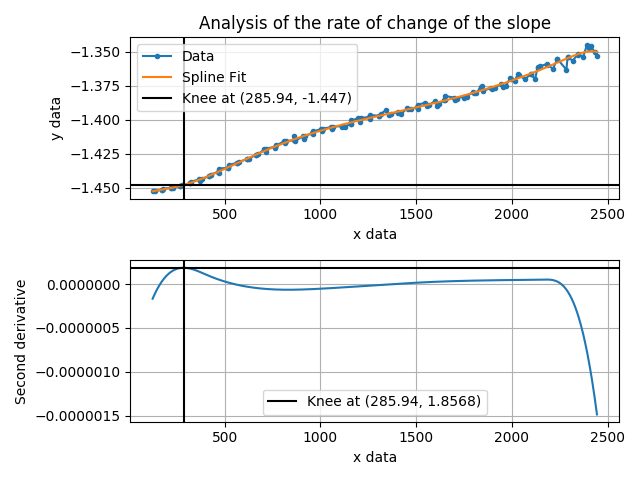 Analysis of the rate of change of the slope
Data
Spline Fit
Knee at (285.94, -1.447)
y data
−1.350
−1.375
−1.400
−1.425
−1.450
500
1000
1500
2000
2500
x data
Second derivative
0.0000000
−0.0000005
−0.0000010
−0.0000015
Knee at (285.94, 1.8568)
500
1000
1500
2000
2500
x data